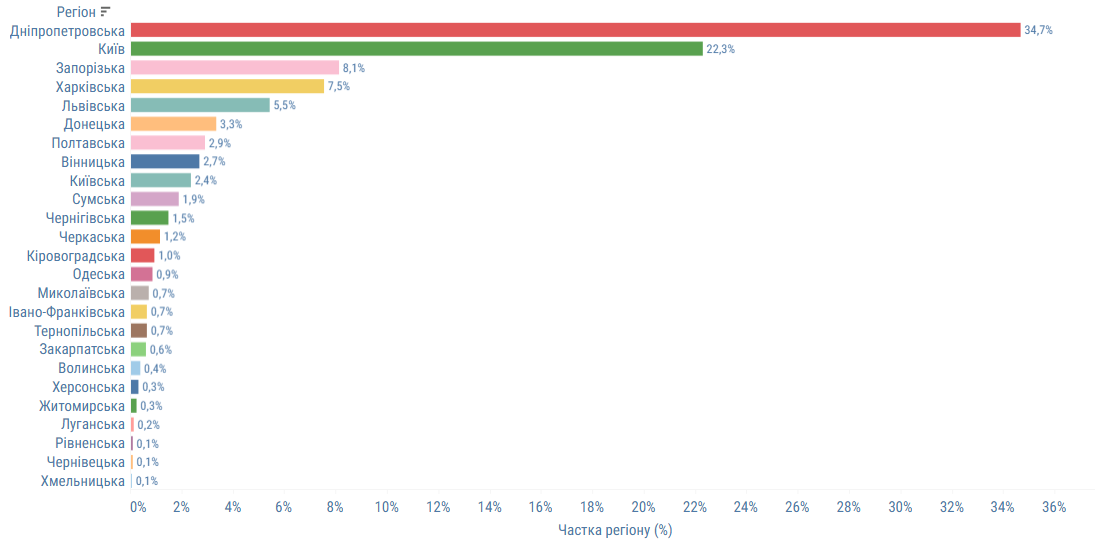 Регіон
Дніпропетровська 34,7%
Київ 22,3%
Запорізька 8,1%
Харківська 7,5%
Львівська 5,5%
Донецька 3,3%
Полтавська 2,9%
Вінницька 2,7%
Київська 2,4%
Сумська 1,9%
Чернігівська 1,5%
Черкаська 1,2%
Кіровоградська 1,0%
Одеська 0,9%
Миколаївська 0,7%
Івано-Франківська 0,7%
Тернопільська 0,7%
Закарпатська 0,6%
Волинська 0,4%
Херсонська 0,3%
Житомирська 0,3%
Луганська 0,2%
Рівненська 0,1%
Чернівецька 0,1%
Хмельницька 0,1%
0% 2% 4% 6% 8% 10% 12% 14% 16% 18% 20% 22% 24% 26% 28% 30% 32% 34% 36%
Частка регіону (%)